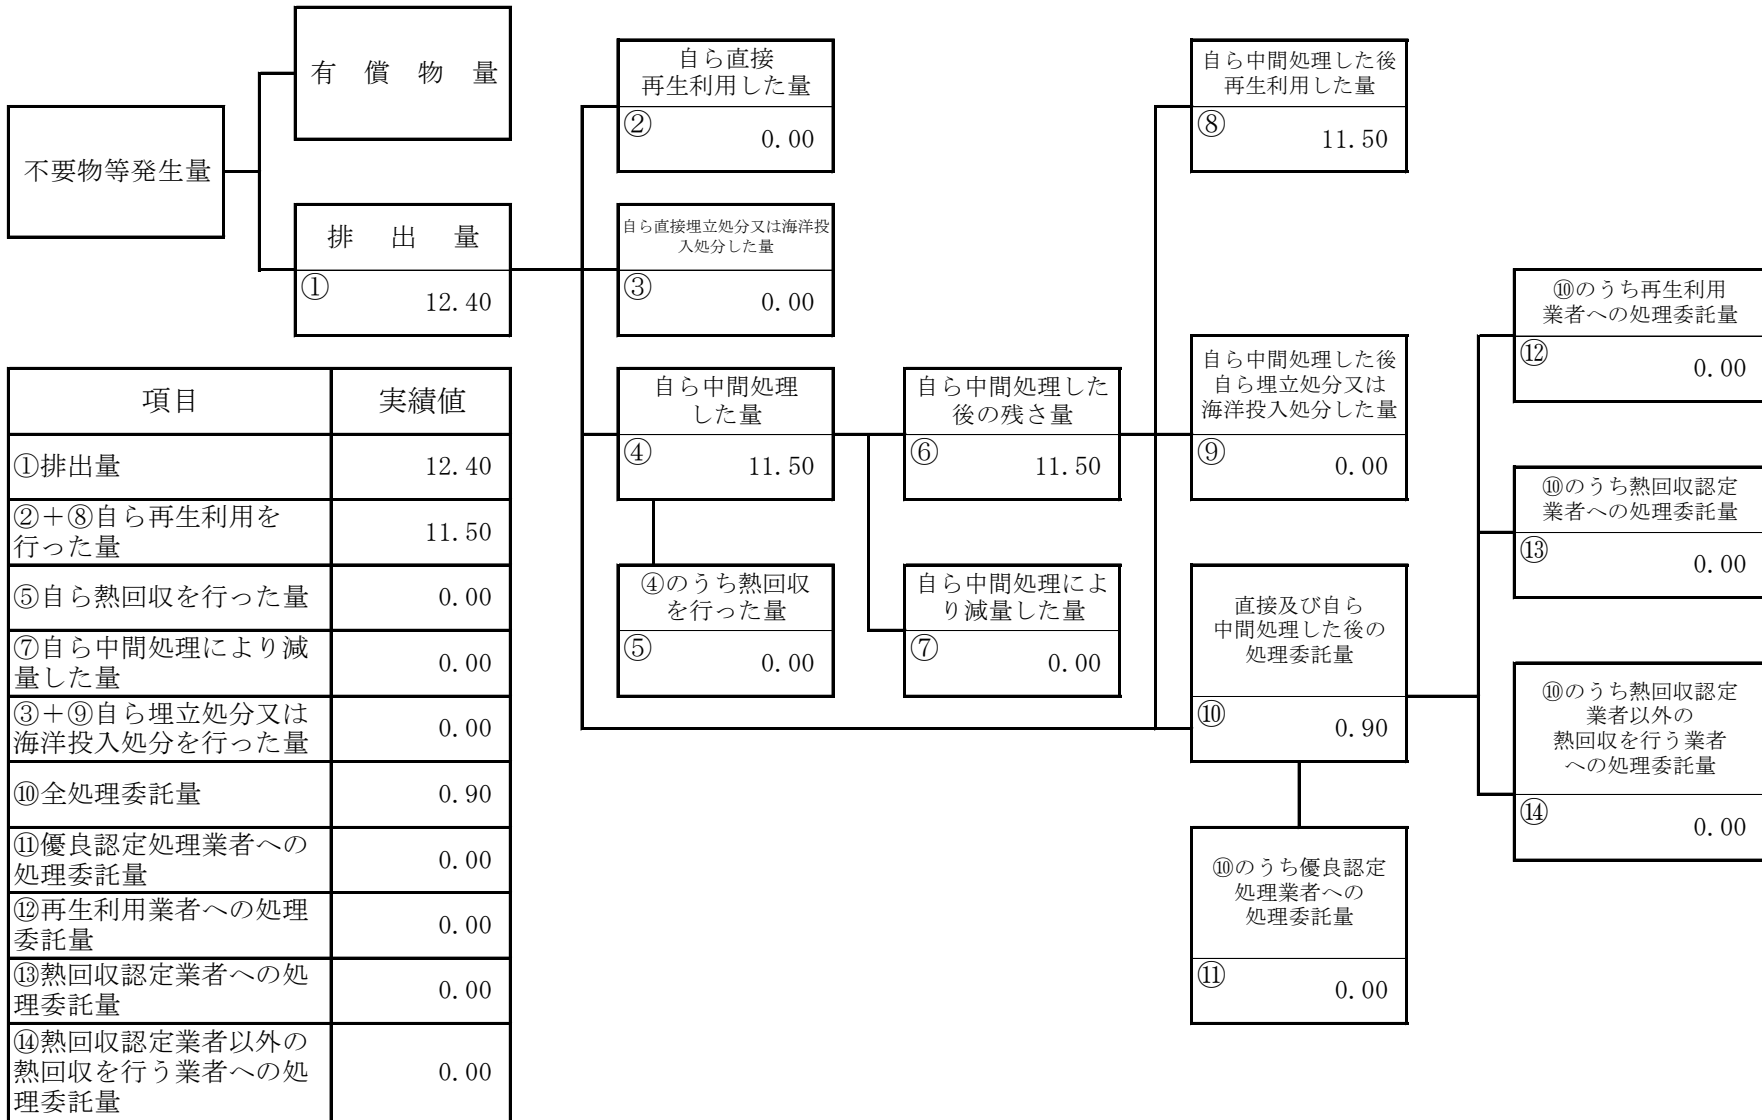 有償物量
不要物等発生量
排出量
①
12.40
自ら直接
再生利用した量
②
0.00
自ら直接埋立処分又は海洋投
入処分した量
③
0.00
自ら中間処理
した量
④
11.50
④のうち熱回収
を行った量
⑤
0.00
自ら中間処理した
後の残さ量
⑥
11.50
自ら中間処理によ
り減量した量
⑦
0.00
自ら中間処理した後
再生利用した量
⑧
11.50
自ら中間処理した後
自ら埋立処分又は
海洋投入処分した量
⑨
0.00
直接及び自ら
中間処理した後の
処理委託量
⑩
0.90
⑩のうち優良認定
処理業者への
処理委託量
⑪
0.00
⑩のうち再生利用
業者への処理委託量
⑫
0.00
⑩のうち熱回収認定
業者への処理委託量
⑬
0.00
⑩のうち熱回収認定
業者以外の
熱回収を行う業者
への処理委託量
⑭
0.00
項目 実績値
①排出量 12.40
②＋⑧自ら再生利用を
行った量 11.50
⑤自ら熱回収を行った量 0.00
⑦自ら中間処理により減
量した量 0.00
③＋⑨自ら埋立処分又は
海洋投入処分を行った量 0.00
⑩全処理委託量 0.90
⑪優良認定処理業者への
処理委託量 0.00
⑫再生利用業者への処理
委託量 0.00
⑬熱回収認定業者への処
理委託量 0.00
⑭熱回収認定業者以外の
熱回収を行う業者への処 0.00
理委託量